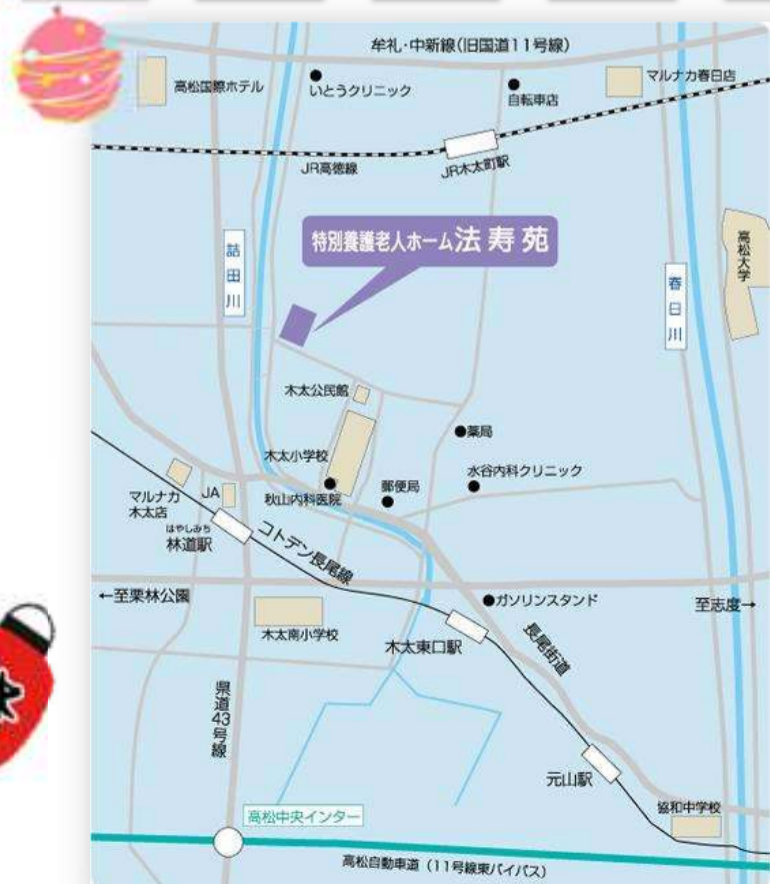 牟礼・中新線(旧国道11号線)
高松国際ホテル
いとうクリニック
自転車店
マルナカ春日店
JR高徳線
JR木太町駅
特別養護老人ホーム法寿苑
詰田川
春日川
高松大学
木太公民館
薬局
木太小学校
水谷内科クリニック
郵便局
秋山内科医院
マルナカ
木太店
JA
はやしみち
林道駅
コトデン長尾線
←至栗林公園
ガソリンスタンド
至志度→
木太南小学校
木太東口駅
長尾街道
県道43号線
元山駅
協和中学校
高松中央インター
高松自動車道(11号線東バイパス)